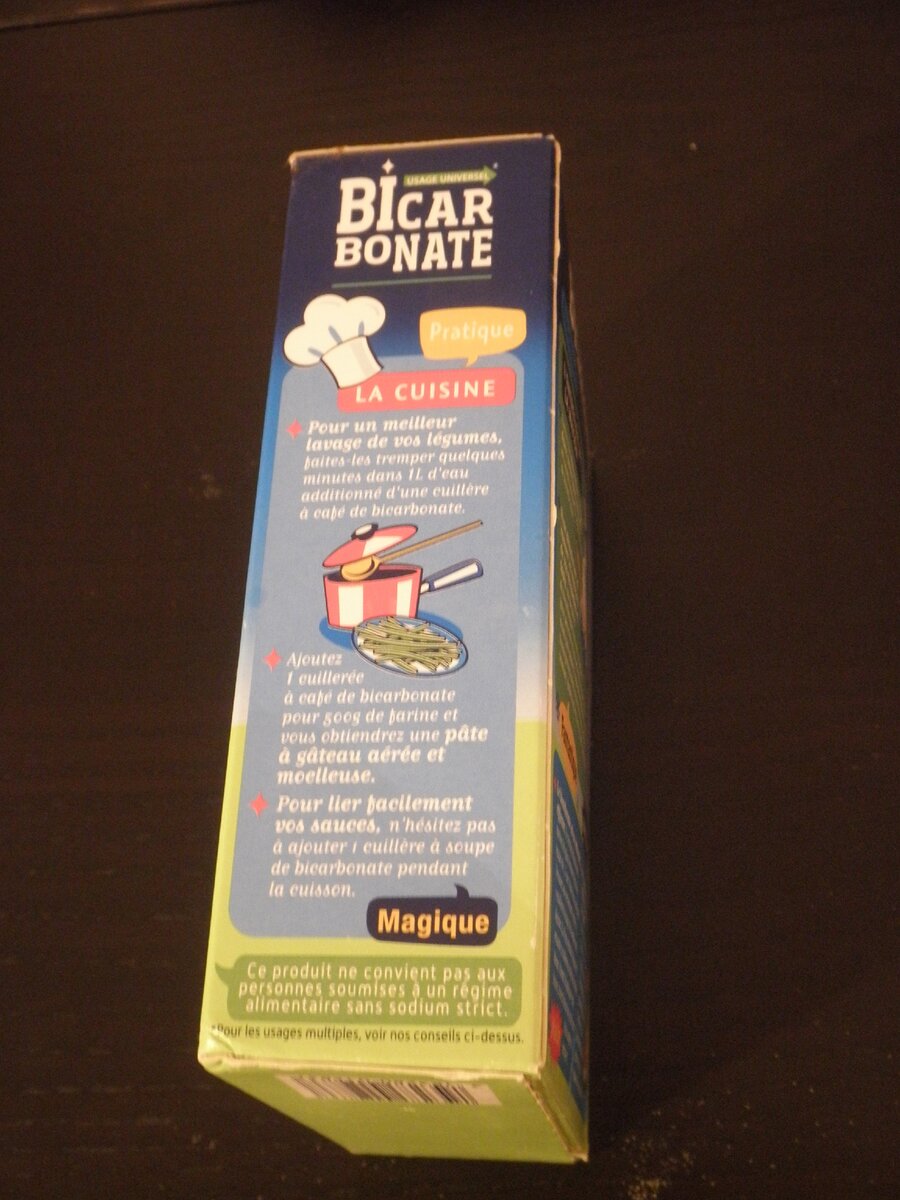 USAGE UNIVERSEL*
BiCAR
BONATE
Pratique
LA CUISINE
Pour un meilleur
lavage de vos légumes,
faites-les tremper quelques
minutes dans 1L d'eau
additionné d'une cuillère
à café de bicarbonate.
Ajoutez
1 cuillerée
à café de bicarbonate
pour 500g de farine et
vous obtiendrez une pâte
à gâteau aérée et
moelleuse.
Pour lier facilement
vos sauces, n'hésitez pas
à ajouter 1 cuillère à soupe
de bicarbonate pendant
la cuisson.
Magique
Ce produit ne convient pas aux
personnes soumises à un régime
alimentaire sans sodium strict.
*Pour les usages multiples, voir nos conseils ci-dessus.